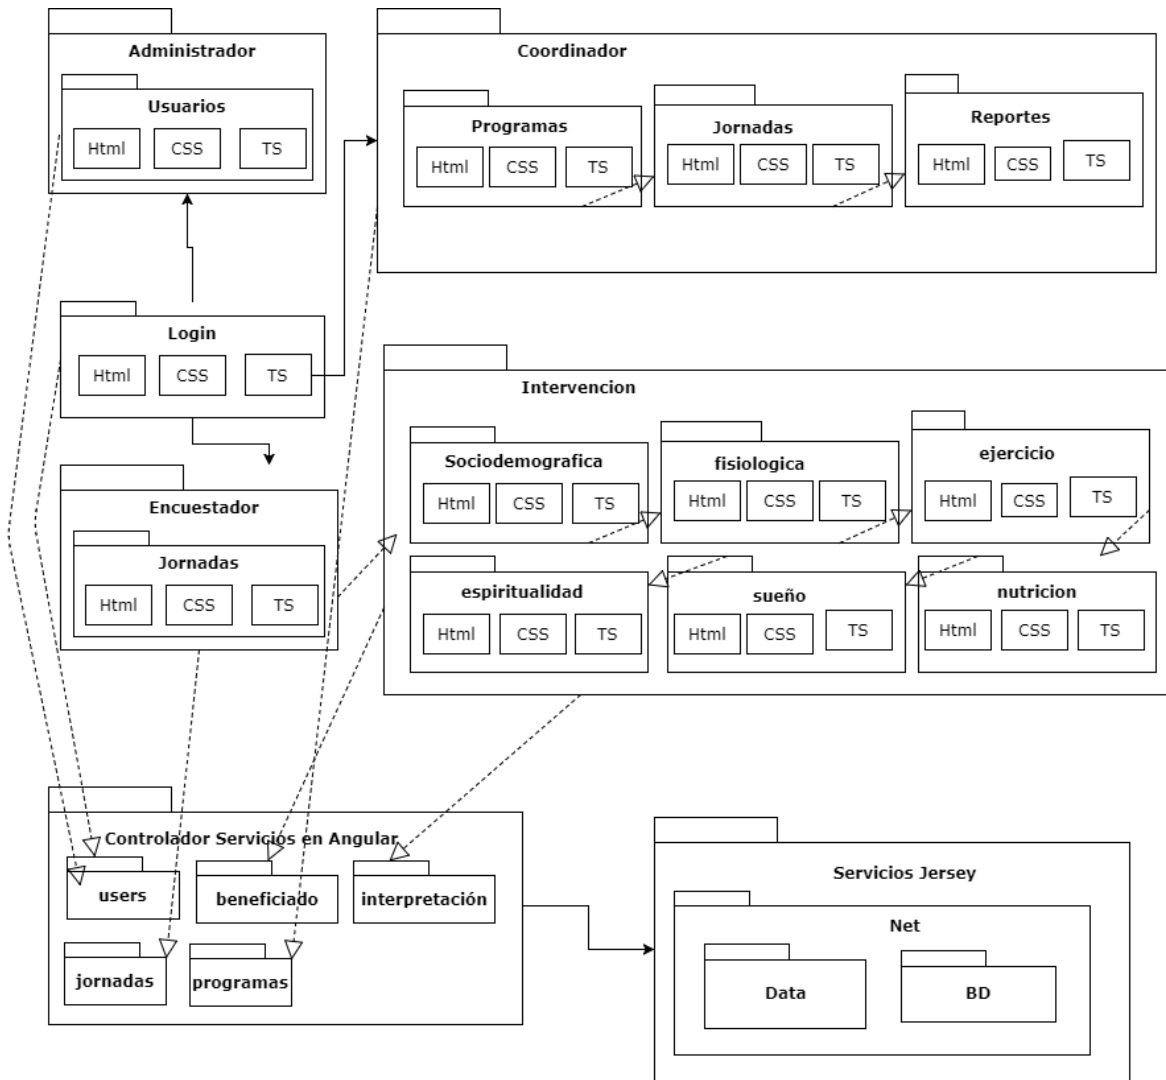 Administrador
Usuarios
Html
CSS
TS
Coordinador
Programas
Html
CSS
TS
Jornadas
Html
CSS
TS
Reportes
Html
CSS
TS
Login
Html
CSS
TS
Intervencion
Sociodemografica
Html
CSS
TS
fisiologica
Html
CSS
TS
ejercicio
Html
CSS
TS
espiritualidad
Html
CSS
TS
sueño
Html
CSS
TS
nutricion
Html
CSS
TS
Encuestador
Jornadas
Html
CSS
TS
Controlador Servicios en Angular
users
beneficiado
interpretación
jornadas
programas
Servicios Jersey
Net
Data
BD